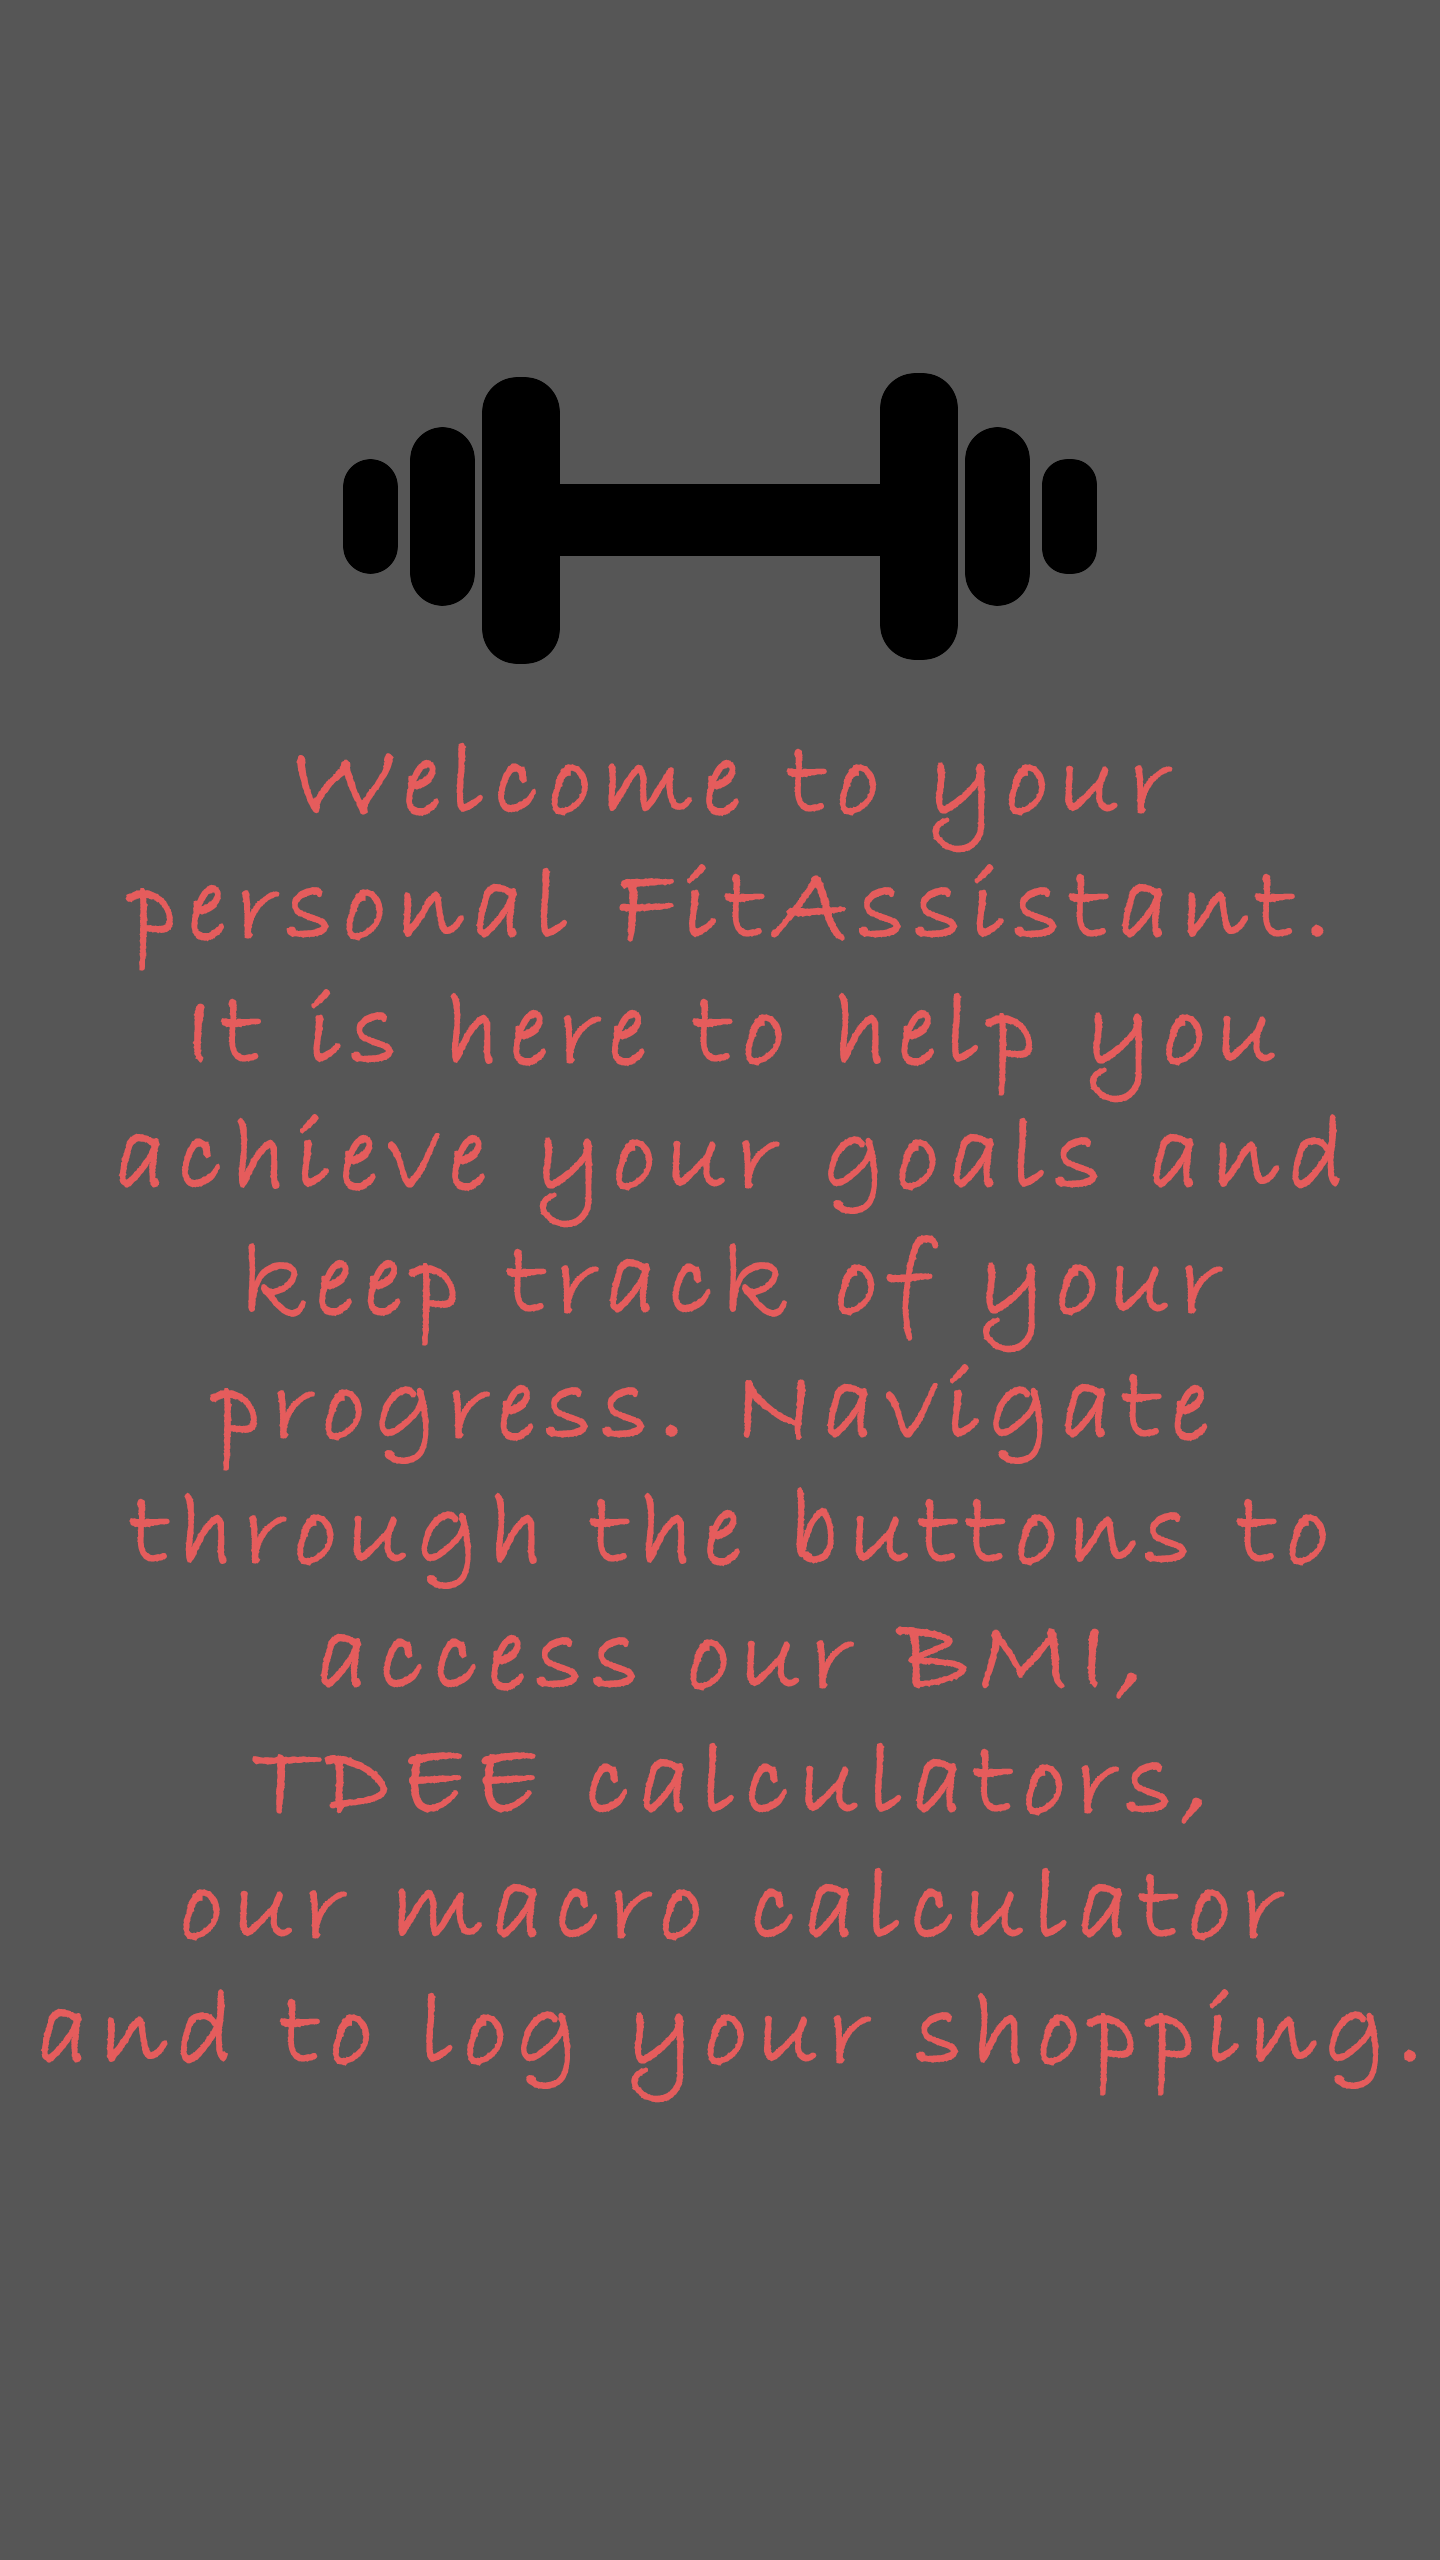 Welcome to your
personal FitAssistant.
It is here to help you
achieve your goals and
keep track of your
progress. Navigate
through the buttons to
access our BMI,
TDEE calculators,
our macro calculator
and to log your shopping.